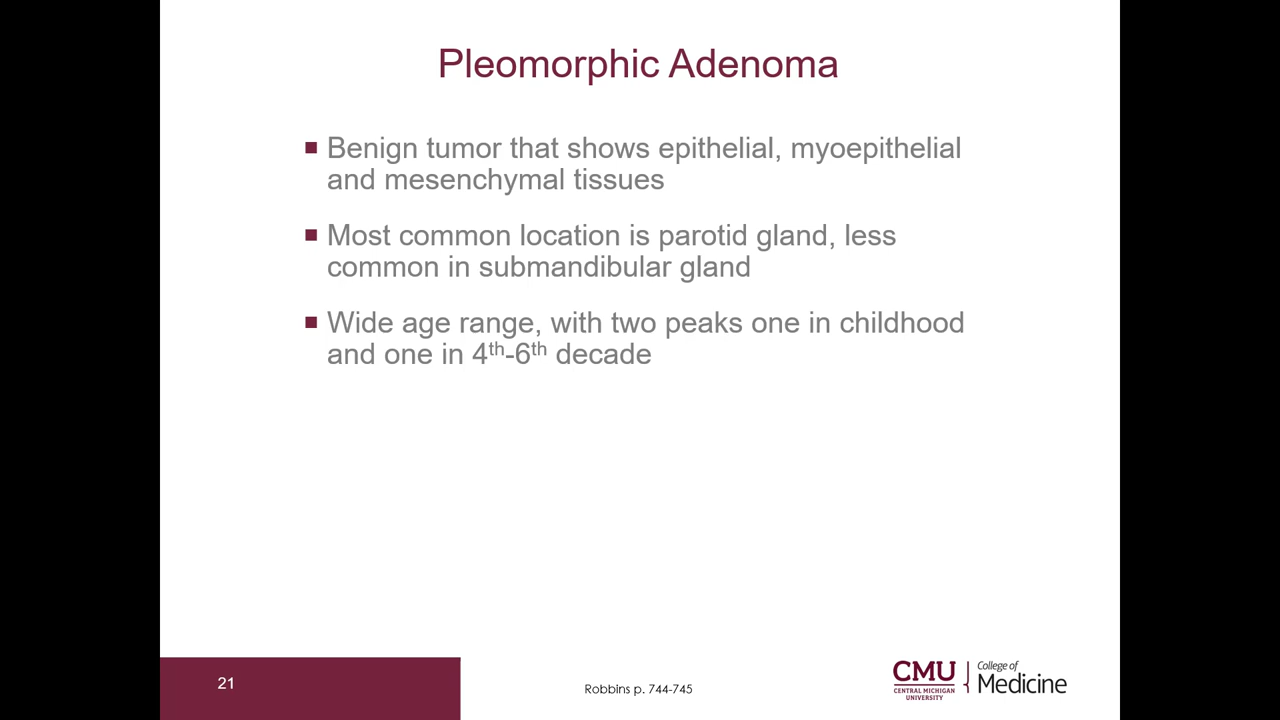 Pleomorphic Adenoma
■ Benign tumor that shows epithelial, myoepithelial
and mesenchymal tissues
■ Most common location is parotid gland, less
common in submandibular gland
■ Wide age range, with two peaks one in childhood
and one in 4th-6th decade
21
Robbins p. 744-745
CMU
CENTRAL MICHIGAN
UNIVERSITY
College of
Medicine